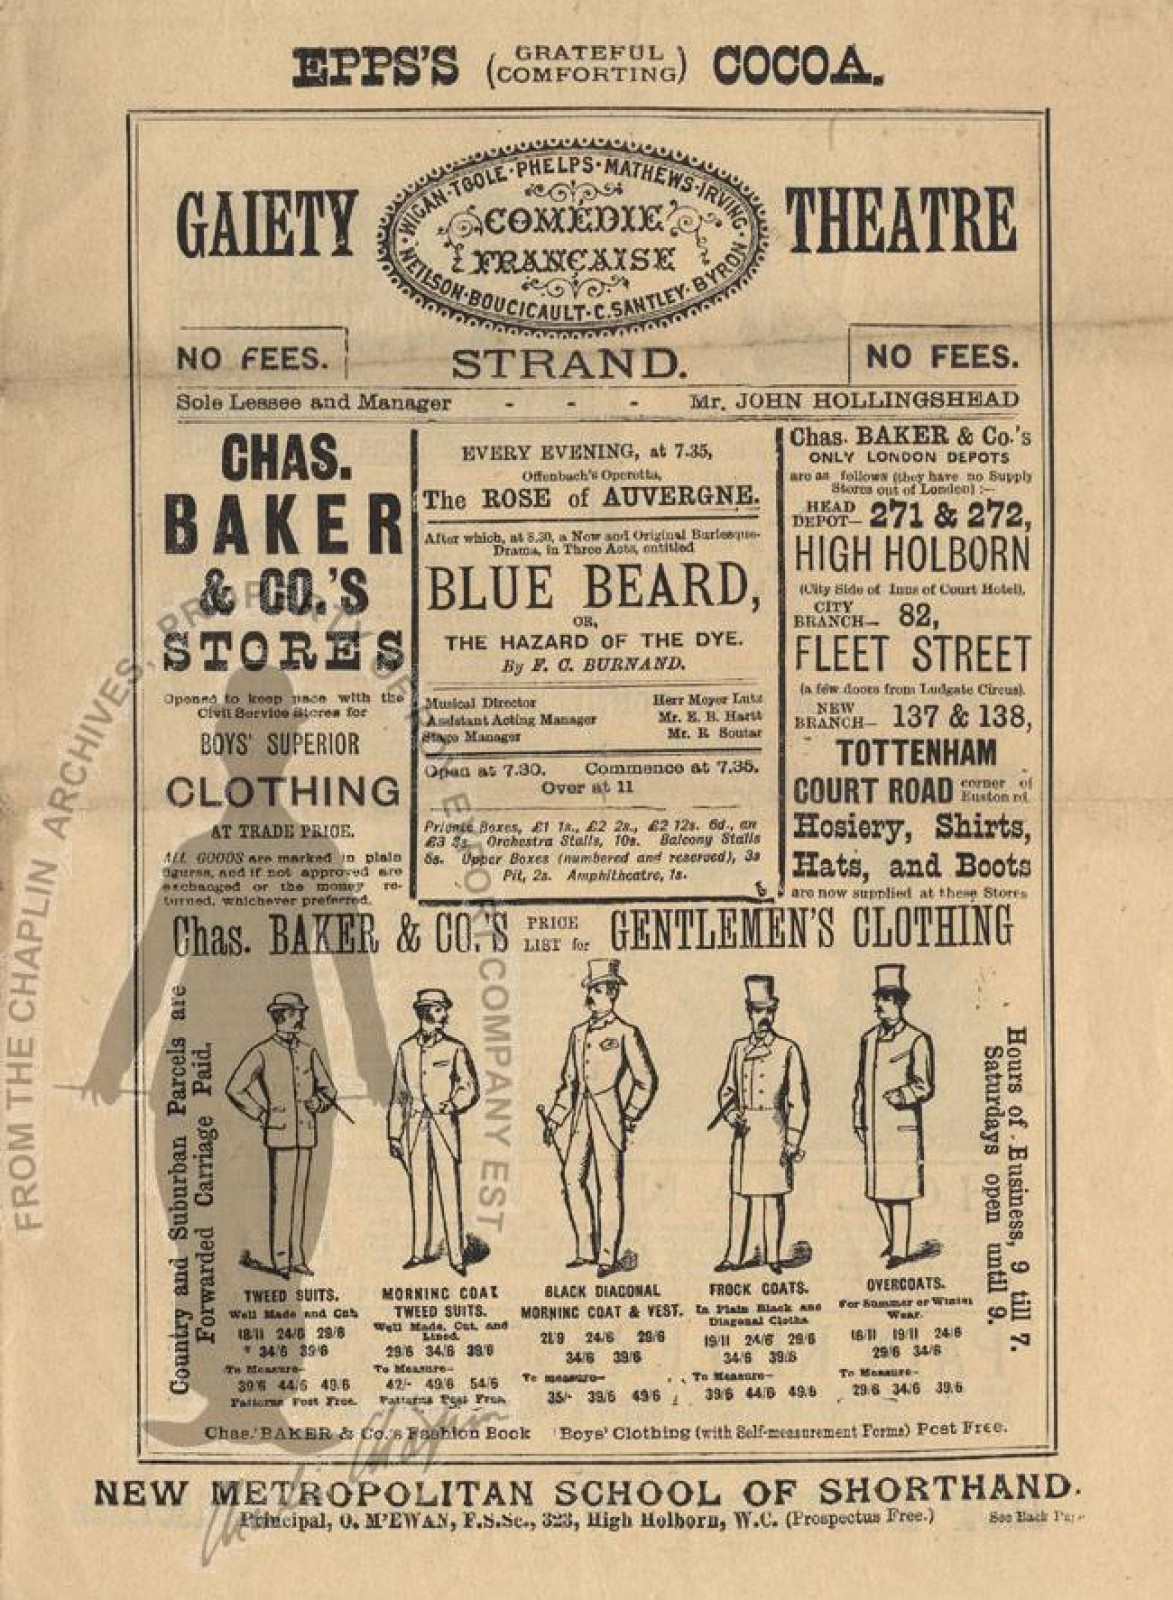 EPPS'S (GRATEFUL COMFORTING) COCOA.
GAIETY THEATRE
WIGAN·TOOLE·PHELPS·MATHEWS·IRVING·
COMÉDIE
FRANÇAISE
NEILSON·BOUCICAULT·C.SANTLEY·BYRON
NO FEES. STRAND. NO FEES.
Sole Lessee and Manager - - - Mr. JOHN HOLLINGSHEAD
CHAS.
BAKER
& CO.'S
STORES
Opened to keep pace with the
Civil Service Stores for
BOYS' SUPERIOR
CLOTHING
AT TRADE PRICE.
ALL GOODS are marked in plain
figures, and if not approved are
exchanged or the money re-
turned, whichever preferred.
EVERY EVENING, at 7.35,
Offenbach's Operetta,
The ROSE of AUVERGNE.
After which, at 8.30, a New and Original Burlesque-
Drama, in Three Acts, entitled
BLUE BEARD,
OR,
THE HAZARD OF THE DYE.
By F. C. BURNAND.
Musical Director Herr Meyer Lutz
Assistant Acting Manager Mr. E. B. Hartt
Stage Manager Mr. R Soutar
Open at 7.30. Commence at 7.35.
Over at 11
Private Boxes, £1 1s., £2 2s., £2 12s. 6d., an
£3 3s. Orchestra Stalls, 10s. Balcony Stalls
6s. Upper Boxes (numbered and reserved), 3s
Pit, 2s. Amphitheatre, 1s.
Chas. BAKER & Co.'s
ONLY LONDON DEPOTS
are as follows (they have no Supply
Stores out of London) :—
HEAD DEPOT— 271 & 272,
HIGH HOLBORN
(City Side of Inns of Court Hotel),
CITY BRANCH— 82,
FLEET STREET
(a few doors from Ludgate Circus).
NEW BRANCH— 137 & 138,
TOTTENHAM
COURT ROAD corner of Euston rd.
Hosiery, Shirts,
Hats, and Boots
are now supplied at these Stores
Chas. BAKER & CO.'S PRICE LIST for GENTLEMEN'S CLOTHING
Country and Suburban Parcels are
Forwarded Carriage Paid.
Hours of Business, 9 till 7.
Saturdays open until 9.
TWEED SUITS.
Well Made and Cut,
18/11 24/6 29/6
34/6 39/6
To Measure—
39/6 44/6 49/6
Patterns Post Free.
MORNING COAT
TWEED SUITS.
Well Made, Cut, and
Lined.
29/6 34/6 39/6
To Measure—
42/- 49/6 54/6
Patterns Post Free.
BLACK DIAGONAL
MORNING COAT & VEST.
21/9 24/6 29/6
34/6 39/6
To measure—
35/- 39/6 49/6
FROCK COATS.
In Plain Black and
Diagonal Cloths
19/11 24/6 29/6
34/6 39/6
To Measure—
39/6 44/6 49/6
OVERCOATS.
For Summer or Winter
Wear.
16/11 19/11 24/6
29/6 34/6
To Measure—
29/6 34/6 39/6
Chas. BAKER & Co.'s Fashion Book Boys' Clothing (with Self-measurement Forms) Post Free.
NEW METROPOLITAN SCHOOL OF SHORTHAND.
Principal, O. M'EWAN, F.S.Sc., 323, High Holborn, W.C. (Prospectus Free.) See Back Page
FROM THE CHAPLIN ARCHIVES, PROPERTY OF ROY EXPORT COMPANY EST
Charlie Chaplin